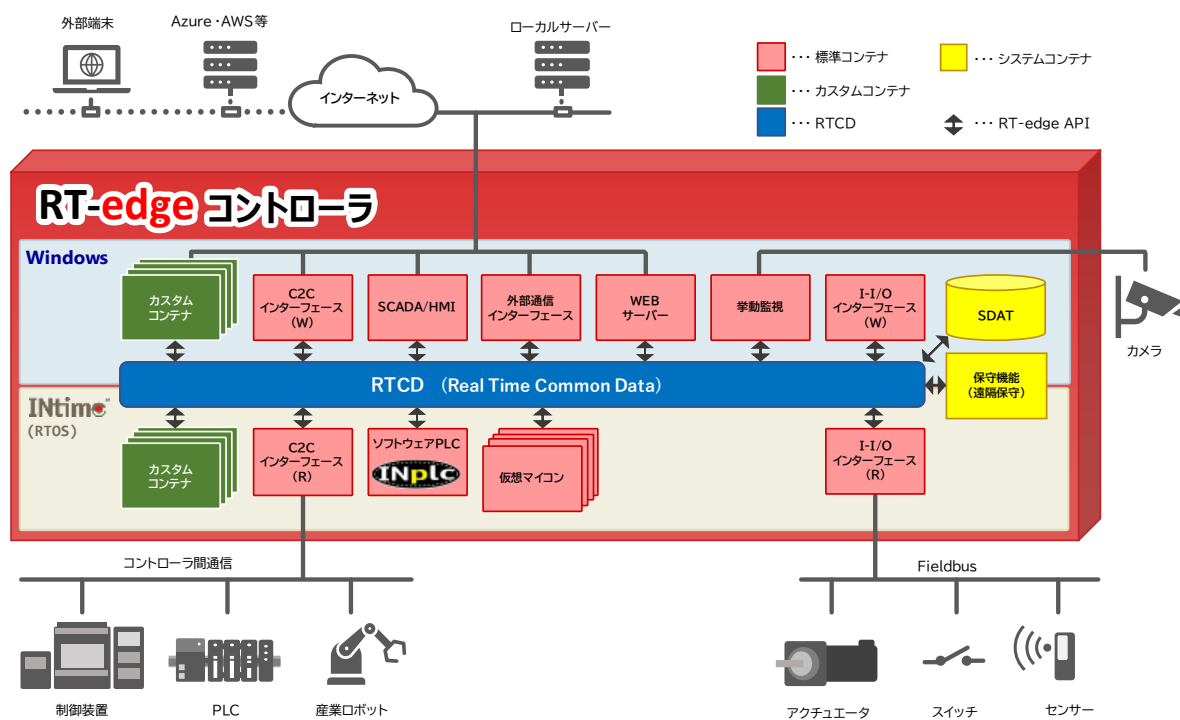 外部端末
Azure・AWS等
ローカルサーバー
インターネット
・・・標準コンテナ
・・・システムコンテナ
・・・カスタムコンテナ
・・・RTCD
・・・RT-edge API
RT-edge コントローラ
Windows
カスタム
コンテナ
C2C
インターフェース
(W)
SCADA/HMI
外部通信
インターフェース
WEB
サーバー
挙動監視
I-I/O
インターフェース
(W)
SDAT
カメラ
RTCD (Real Time Common Data)
保守機能
(遠隔保守)
INtime
(RTOS)
カスタム
コンテナ
C2C
インターフェース
(R)
ソフトウェアPLC
INplc
仮想マイコン
I-I/O
インターフェース
(R)
コントローラ間通信
Fieldbus
制御装置
PLC
産業ロボット
アクチュエータ
スイッチ
センサー